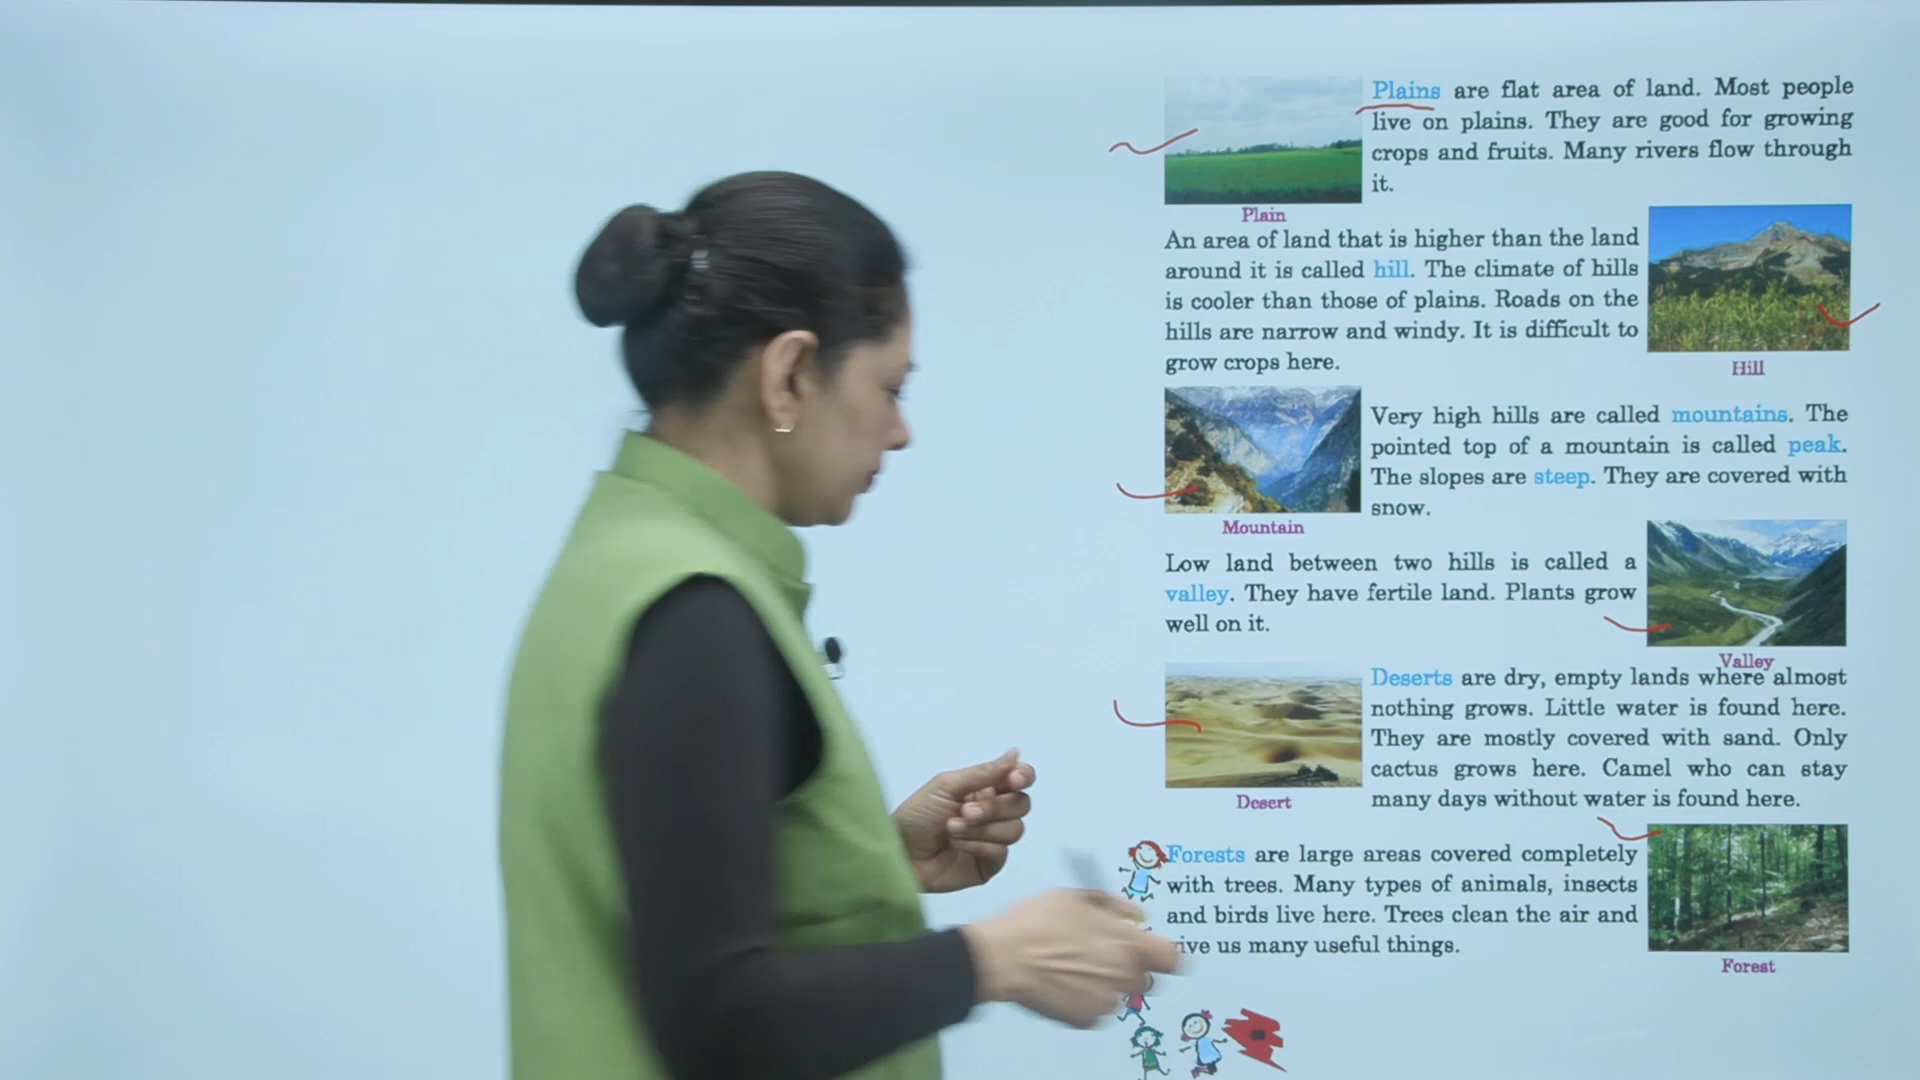 Plains are flat area of land. Most people
live on plains. They are good for growing
crops and fruits. Many rivers flow through
it.
Plain
An area of land that is higher than the land
around it is called hill. The climate of hills
is cooler than those of plains. Roads on the
hills are narrow and windy. It is difficult to
grow crops here.
Hill
Very high hills are called mountains. The
pointed top of a mountain is called peak.
The slopes are steep. They are covered with
snow.
Mountain
Low land between two hills is called a
valley. They have fertile land. Plants grow
well on it.
Valley
Deserts are dry, empty lands where almost
nothing grows. Little water is found here.
They are mostly covered with sand. Only
cactus grows here. Camel who can stay
many days without water is found here.
Desert
Forests are large areas covered completely
with trees. Many types of animals, insects
and birds live here. Trees clean the air and
us many useful things.
Forest